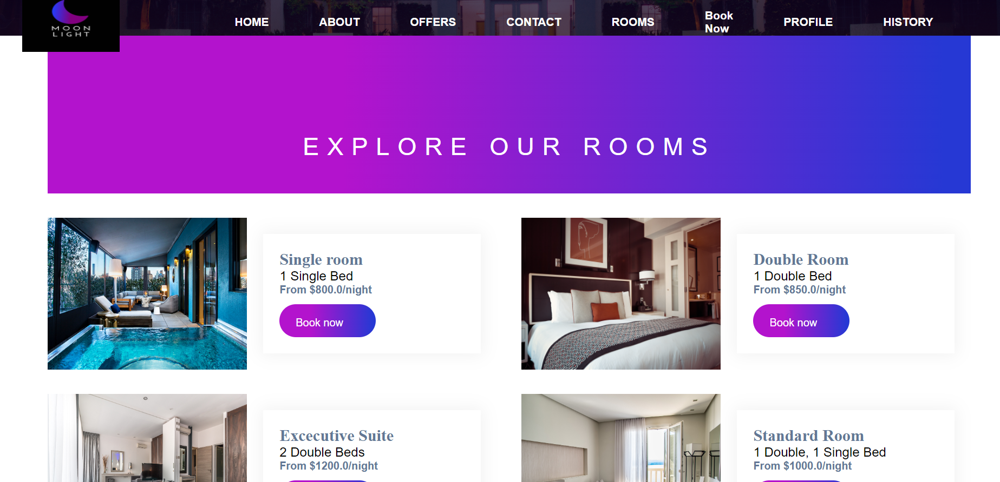 MOON
LIGHT
HOME
ABOUT
OFFERS
CONTACT
ROOMS
Book
Now
PROFILE
HISTORY
EXPLORE OUR ROOMS
Single room
1 Single Bed
From $800.0/night
Book now
Double Room
1 Double Bed
From $850.0/night
Book now
Excecutive Suite
2 Double Beds
From $1200.0/night
Standard Room
1 Double, 1 Single Bed
From $1000.0/night